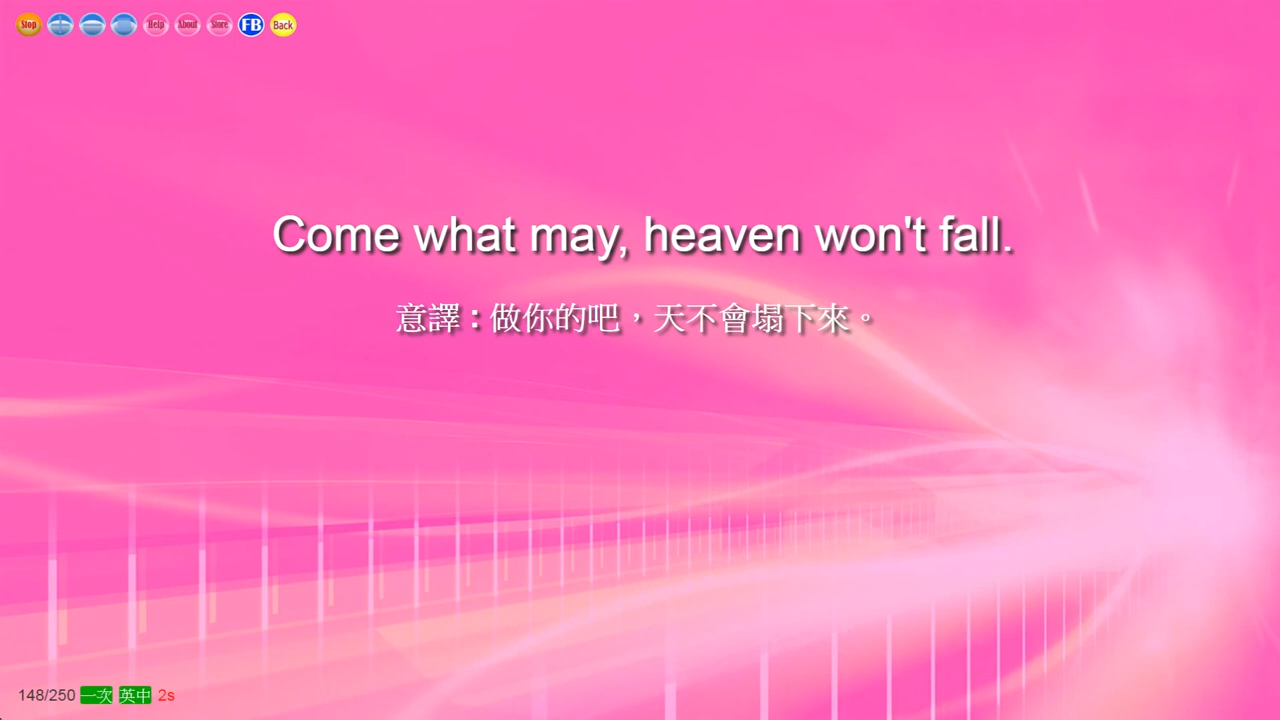 Stop Help About Store FB Back
Come what may, heaven won't fall.
意譯：做你的吧，天不會塌下來。
148/250 一次 英中 2s